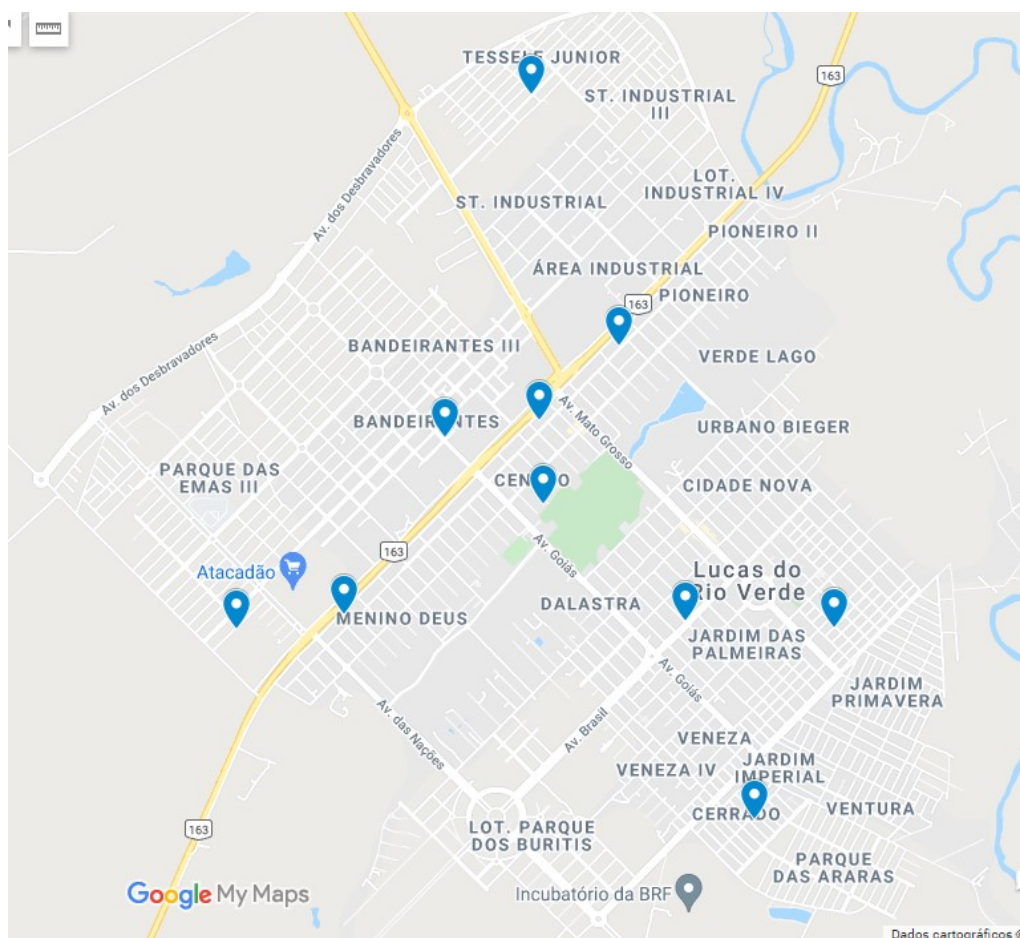 TESSELE JUNIOR
163
ST. INDUSTRIAL
III
Av. dos Desbravadores
LOT.
INDUSTRIAL IV
ST. INDUSTRIAL
PIONEIRO II
ÁREA INDUSTRIAL
163
PIONEIRO
BANDEIRANTES III
VERDE LAGO
Av. dos Desbravadores
Av. Mato Grosso
BANDEIRANTES
URBANO BIEGER
PARQUE DAS
EMAS III
CENTRO
CIDADE NOVA
163
Av. Goiás
Atacadão
Lucas do
Rio Verde
DALASTRA
MENINO DEUS
JARDIM DAS
PALMEIRAS
Av. Goiás
JARDIM
PRIMAVERA
Av. das Nações
Av. Brasil
VENEZA
VENEZA IV
JARDIM
IMPERIAL
CERRADO
VENTURA
163
LOT. PARQUE
DOS BURITIS
PARQUE
DAS ARARAS
Google My Maps
Incubatório da BRF
Dados cartográficos ©